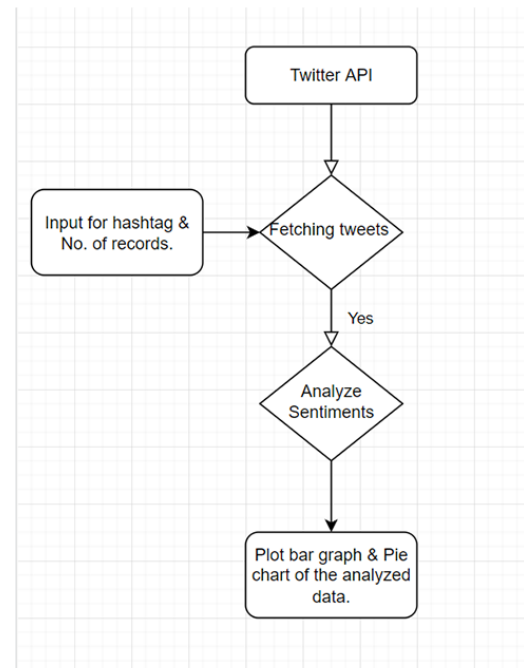 Twitter API
Input for hashtag &
No. of records.
Fetching tweets
Yes
Analyze
Sentiments
Plot bar graph & Pie
chart of the analyzed
data.